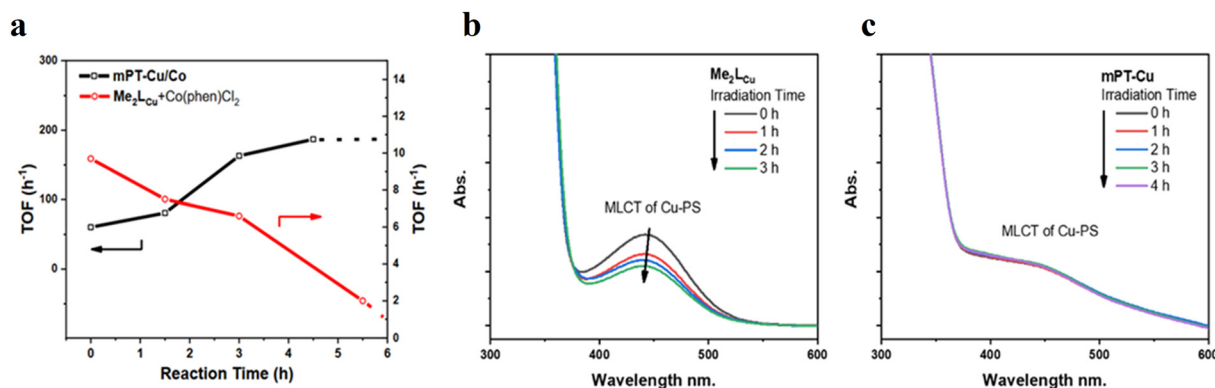 a
300
250
200
150
100
50
0
TOF (h⁻¹)
mPT-Cu/Co
Me₂L_Cu+Co(phen)Cl₂
14
12
10
8
6
4
2
0
TOF (h⁻¹)
0 1 2 3 4 5 6
Reaction Time (h)
b
Abs.
Me₂L_Cu
Irradiation Time
0 h
1 h
2 h
3 h
MLCT of Cu-PS
300 400 500 600
Wavelength nm.
c
Abs.
mPT-Cu
Irradiation Time
0 h
1 h
2 h
3 h
4 h
MLCT of Cu-PS
300 400 500 600
Wavelength nm.